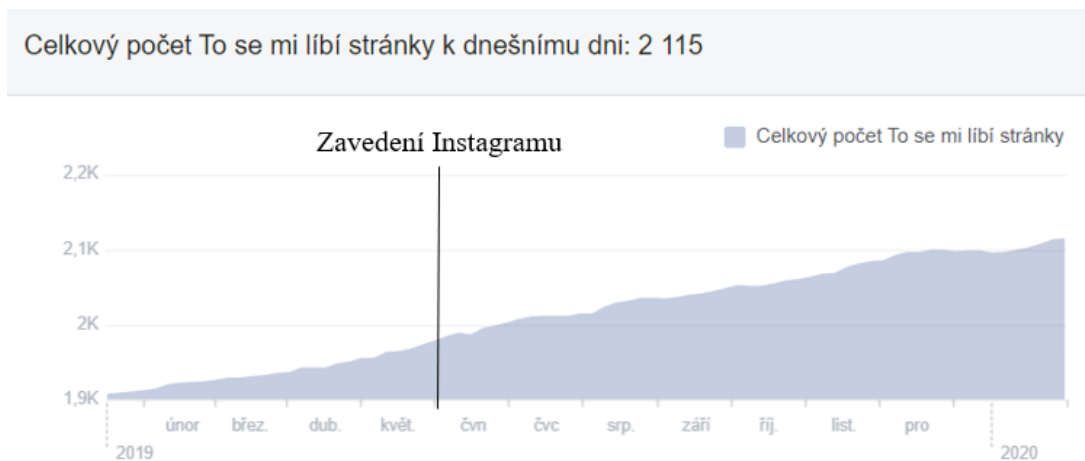 Celkový počet To se mi líbí stránky k dnešnímu dni: 2 115
Zavedení Instagramu
Celkový počet To se mi líbí stránky
2,2K
2,1K
2K
1,9K
únor břez. dub. květ. čvn čvc srp. září říj. list. pro
2019 2020